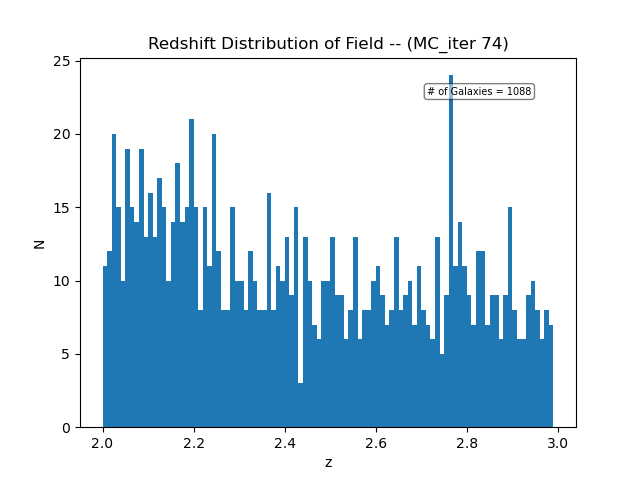 Redshift Distribution of Field -- (MC_iter 74)
# of Galaxies = 1088
25
20
15
10
5
0
N
2.0 2.2 2.4 2.6 2.8 3.0
z